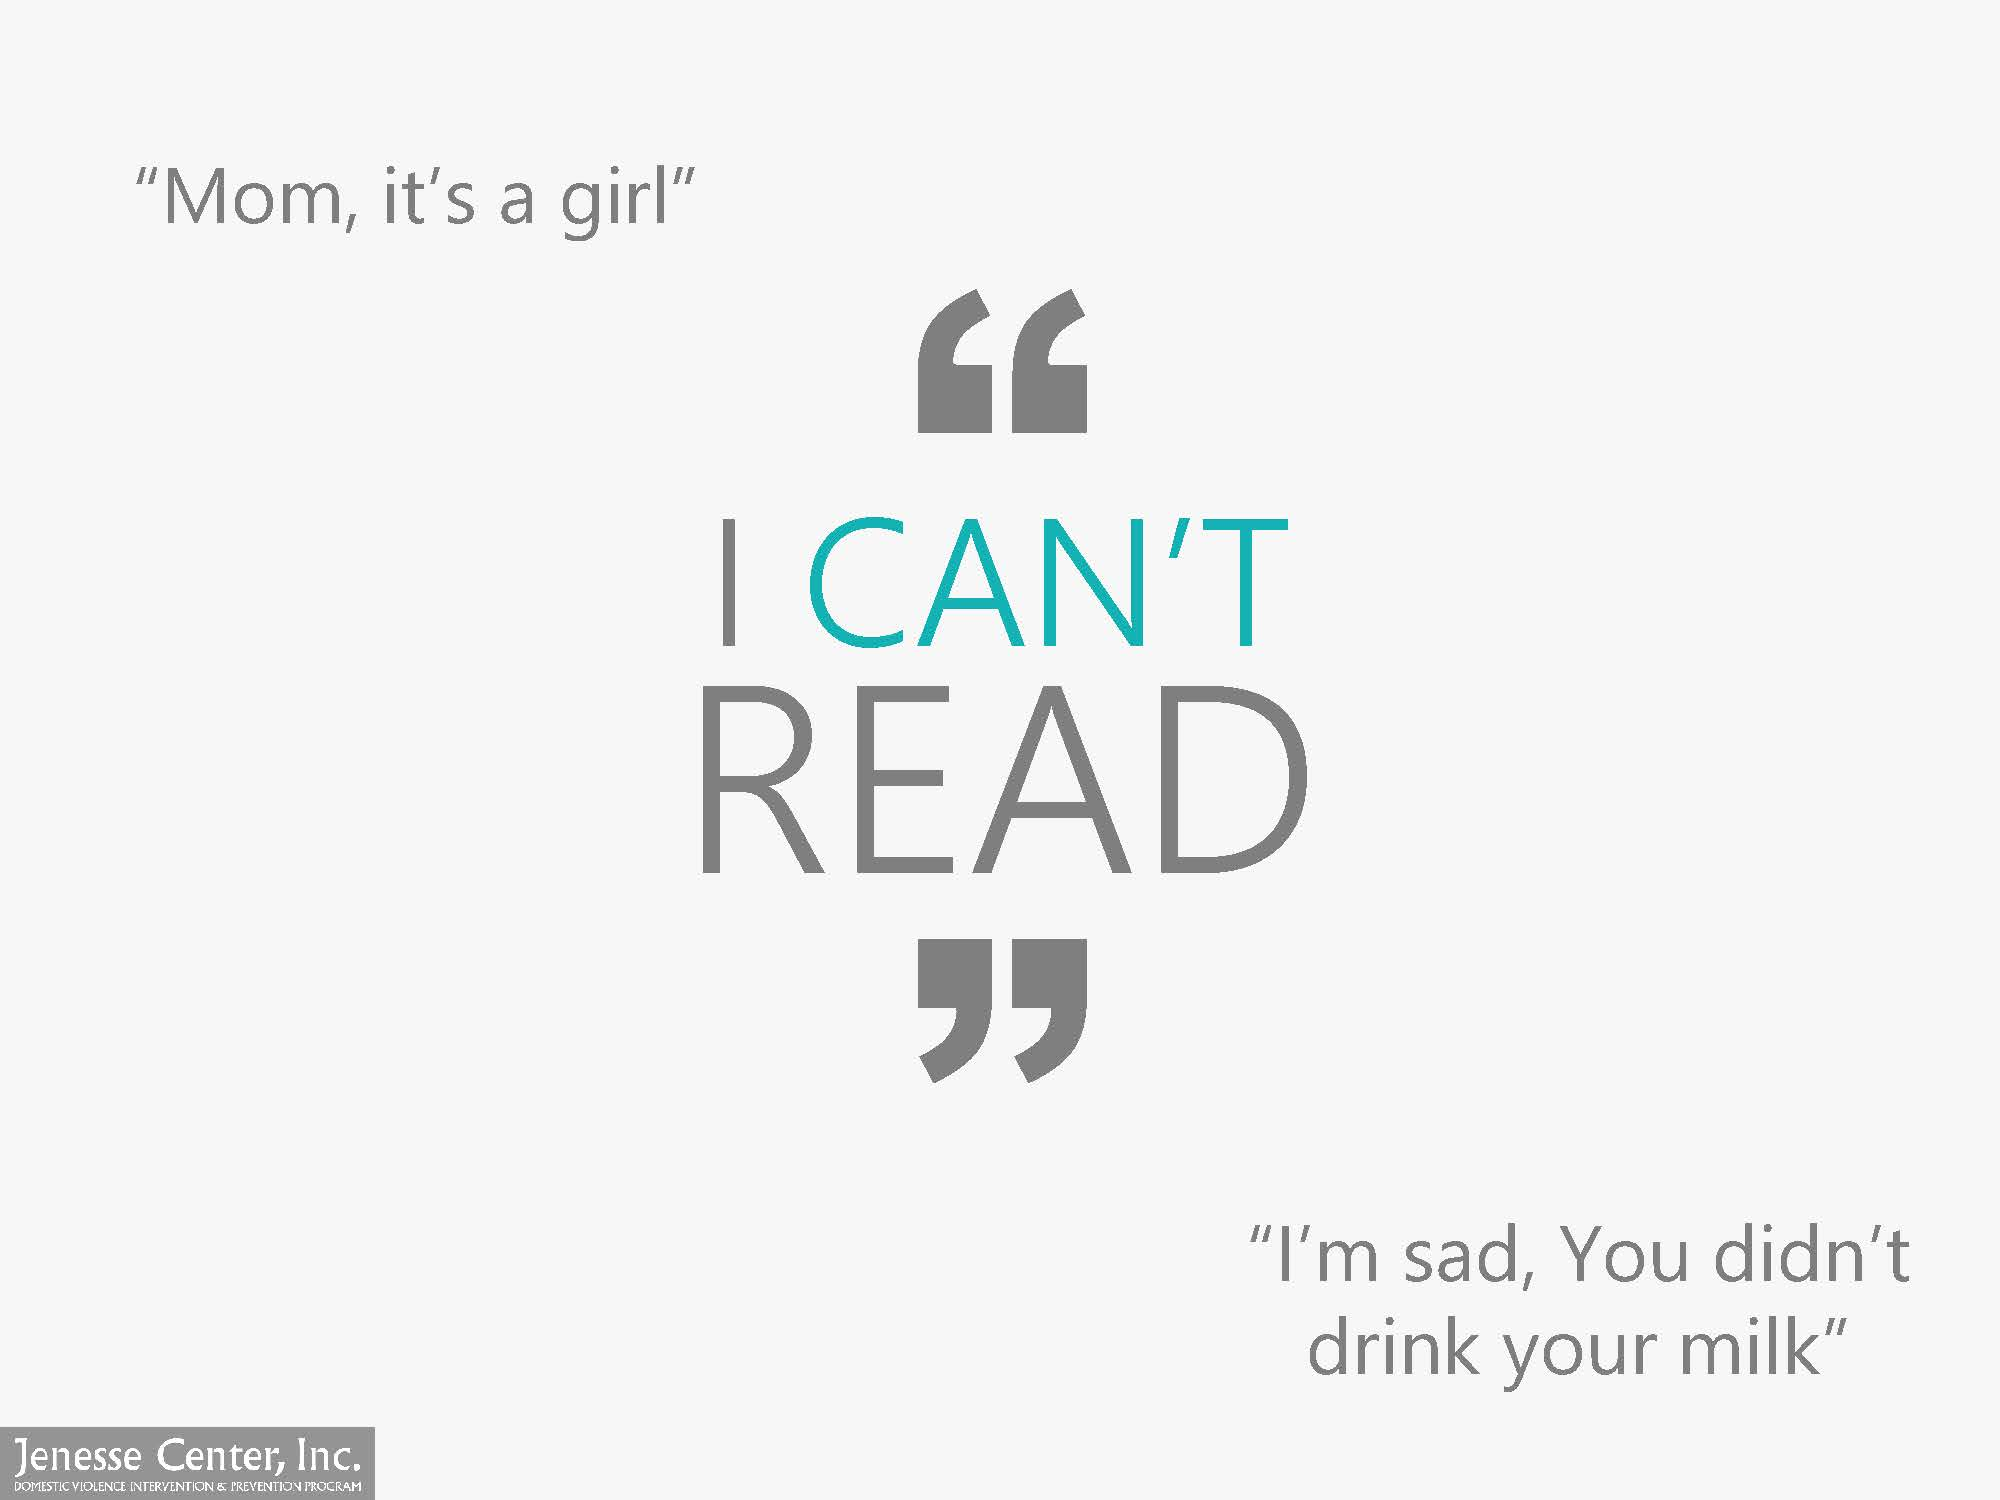 “Mom, it’s a girl”
“
I CAN’T
READ
”
“I’m sad, You didn’t
drink your milk”
Jenesse Center, Inc.
DOMESTIC VIOLENCE INTERVENTION & PREVENTION PROGRAM